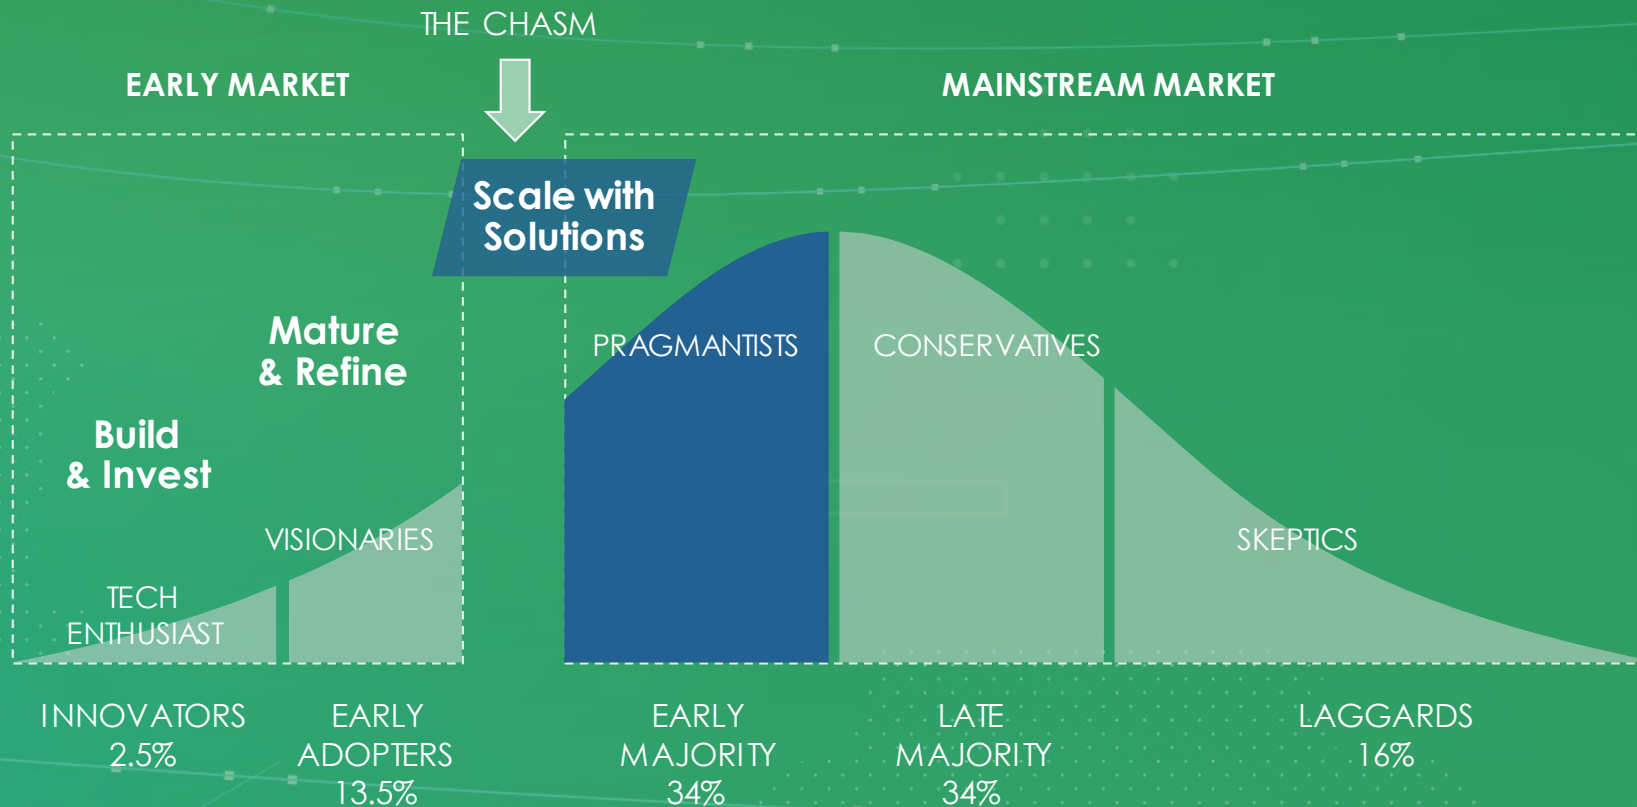 THE CHASM
EARLY MARKET
MAINSTREAM MARKET
Scale with
Solutions
Mature
& Refine
PRAGMANTISTS
CONSERVATIVES
Build
& Invest
VISIONARIES
SKEPTICS
TECH
ENTHUSIAST
INNOVATORS
2.5%
EARLY
ADOPTERS
13.5%
EARLY
MAJORITY
34%
LATE
MAJORITY
34%
LAGGARDS
16%